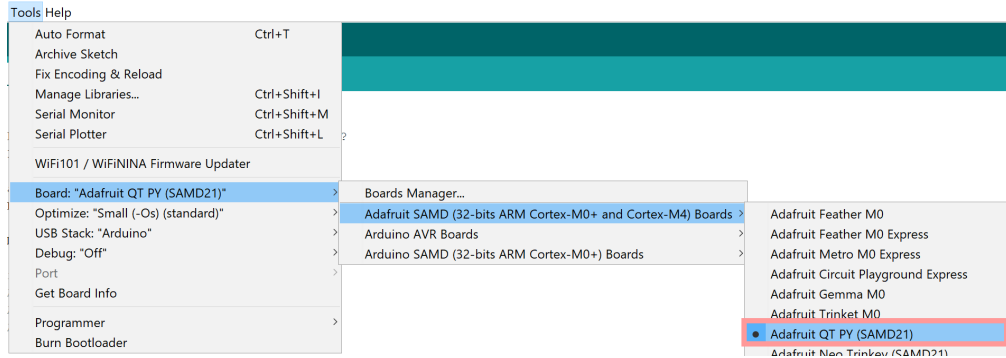 Tools Help
Auto Format Ctrl+T
Archive Sketch
Fix Encoding & Reload
Manage Libraries... Ctrl+Shift+I
Serial Monitor Ctrl+Shift+M
Serial Plotter Ctrl+Shift+L
?
WiFi101 / WiFiNINA Firmware Updater
Board: "Adafruit QT PY (SAMD21)"
Optimize: "Small (-Os) (standard)"
USB Stack: "Arduino"
Debug: "Off"
Port
Get Board Info
Programmer
Burn Bootloader
Boards Manager...
Adafruit SAMD (32-bits ARM Cortex-M0+ and Cortex-M4) Boards
Arduino AVR Boards
Arduino SAMD (32-bits ARM Cortex-M0+) Boards
Adafruit Feather M0
Adafruit Feather M0 Express
Adafruit Metro M0 Express
Adafruit Circuit Playground Express
Adafruit Gemma M0
Adafruit Trinket M0
Adafruit QT PY (SAMD21)
Adafruit Neo Trinkey (SAMD21)